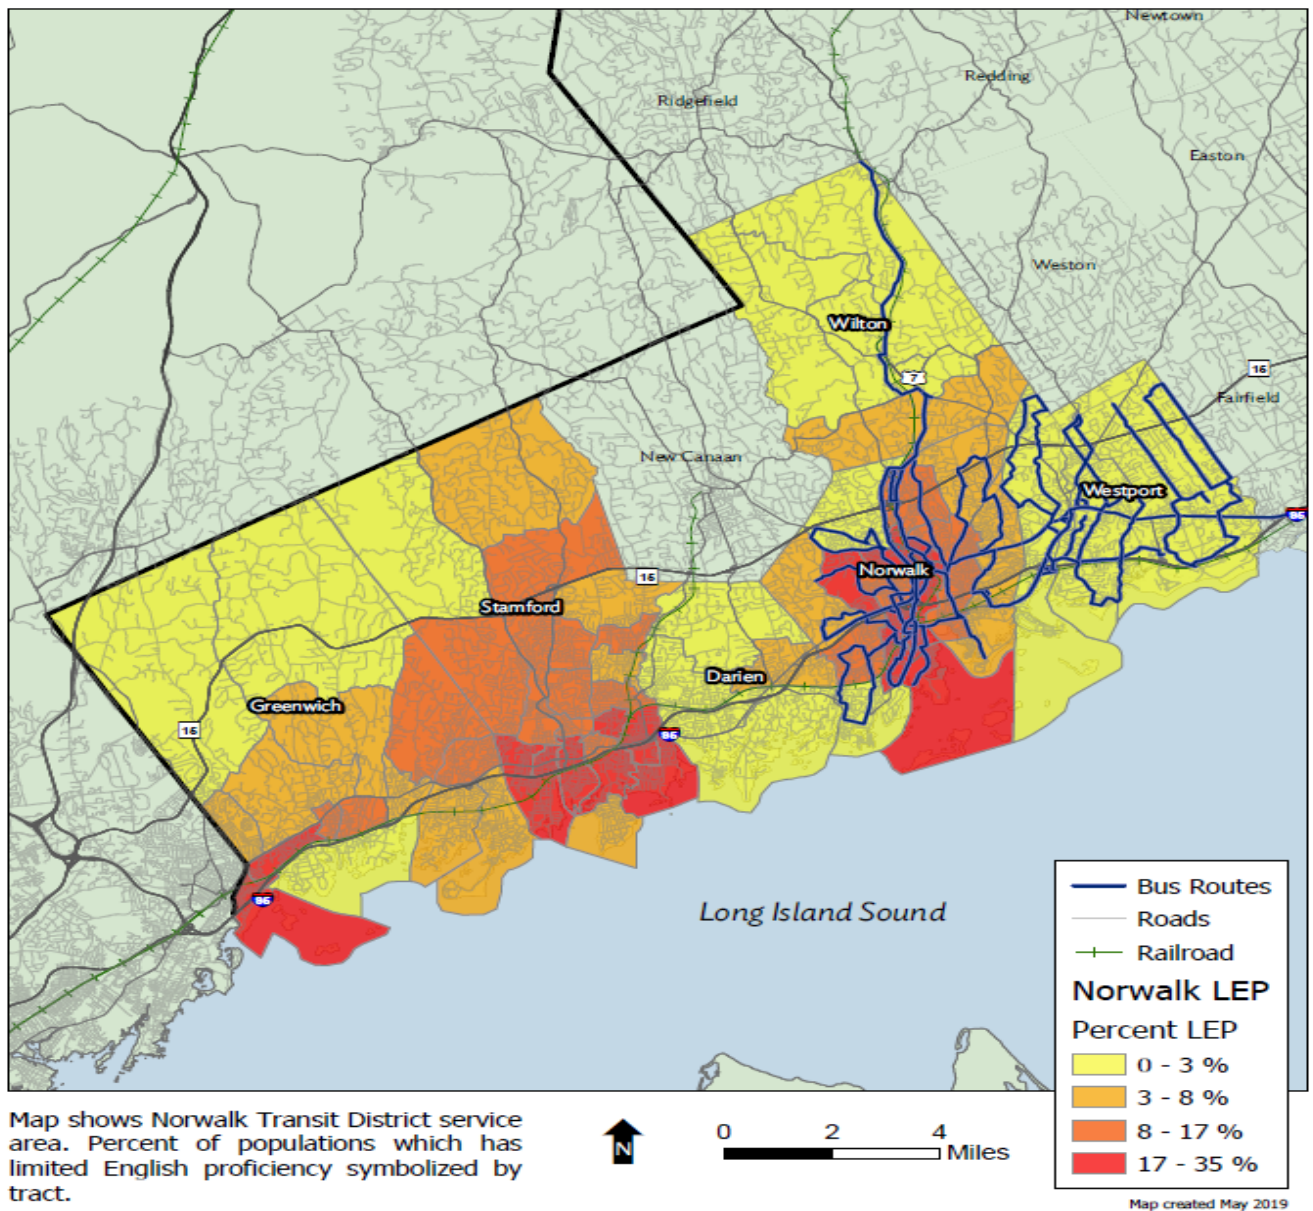 Newtown
Redding
Ridgefield
Easton
Weston
Wilton
7
15
Fairfield
New Canaan
Westport
95
Norwalk
15
Stamford
Darien
Greenwich
15
95
95
Long Island Sound
Bus Routes
Roads
Railroad
Norwalk LEP
Percent LEP
0 - 3 %
3 - 8 %
8 - 17 %
17 - 35 %
Map shows Norwalk Transit District service
area. Percent of populations which has
limited English proficiency symbolized by
tract.
N
0 2 4
Miles
Map created May 2019